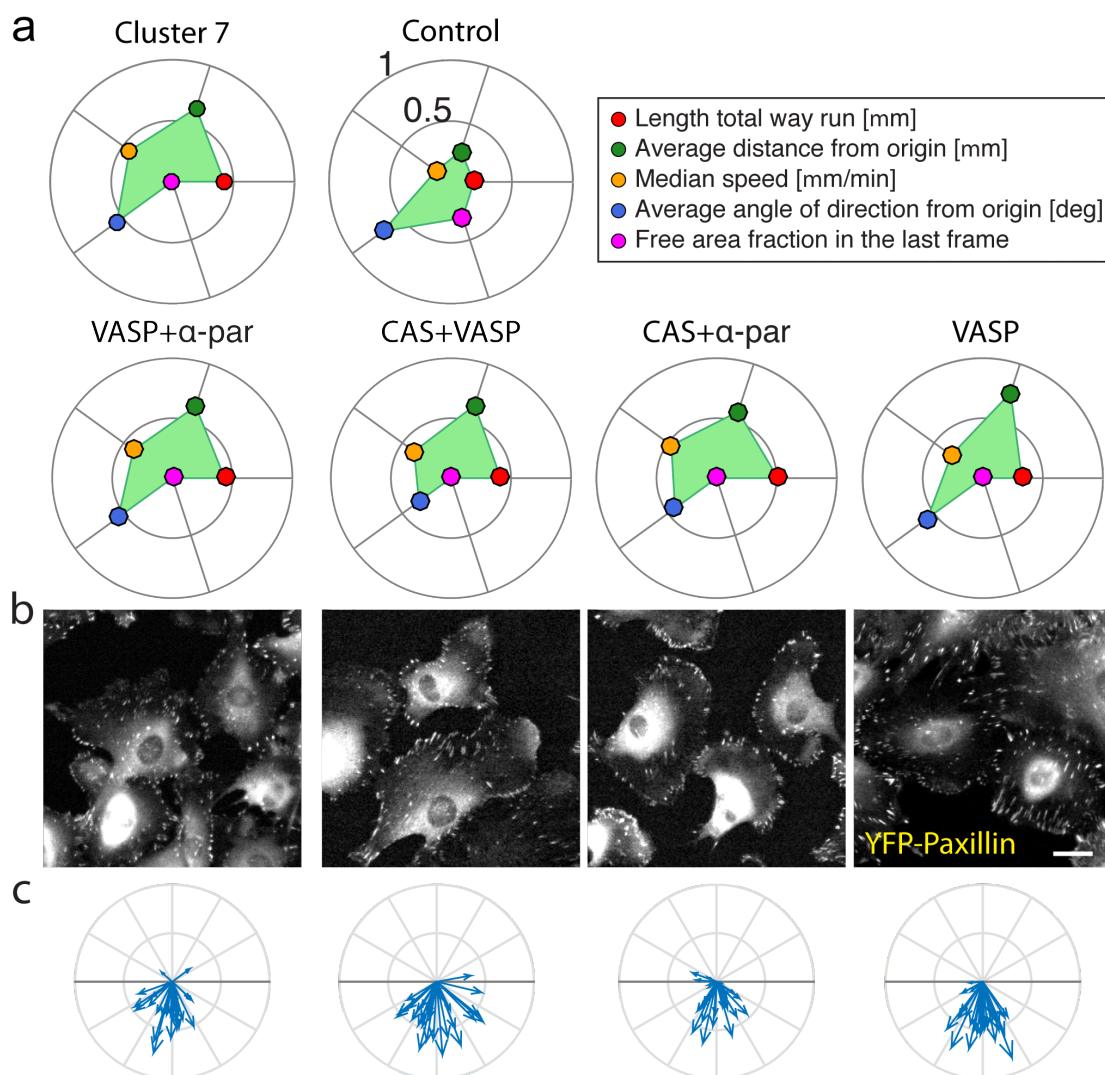 a
Cluster 7
Control
1
0.5
Length total way run [mm]
Average distance from origin [mm]
Median speed [mm/min]
Average angle of direction from origin [deg]
Free area fraction in the last frame
VASP+α-par
CAS+VASP
CAS+α-par
VASP
b
YFP-Paxillin
c